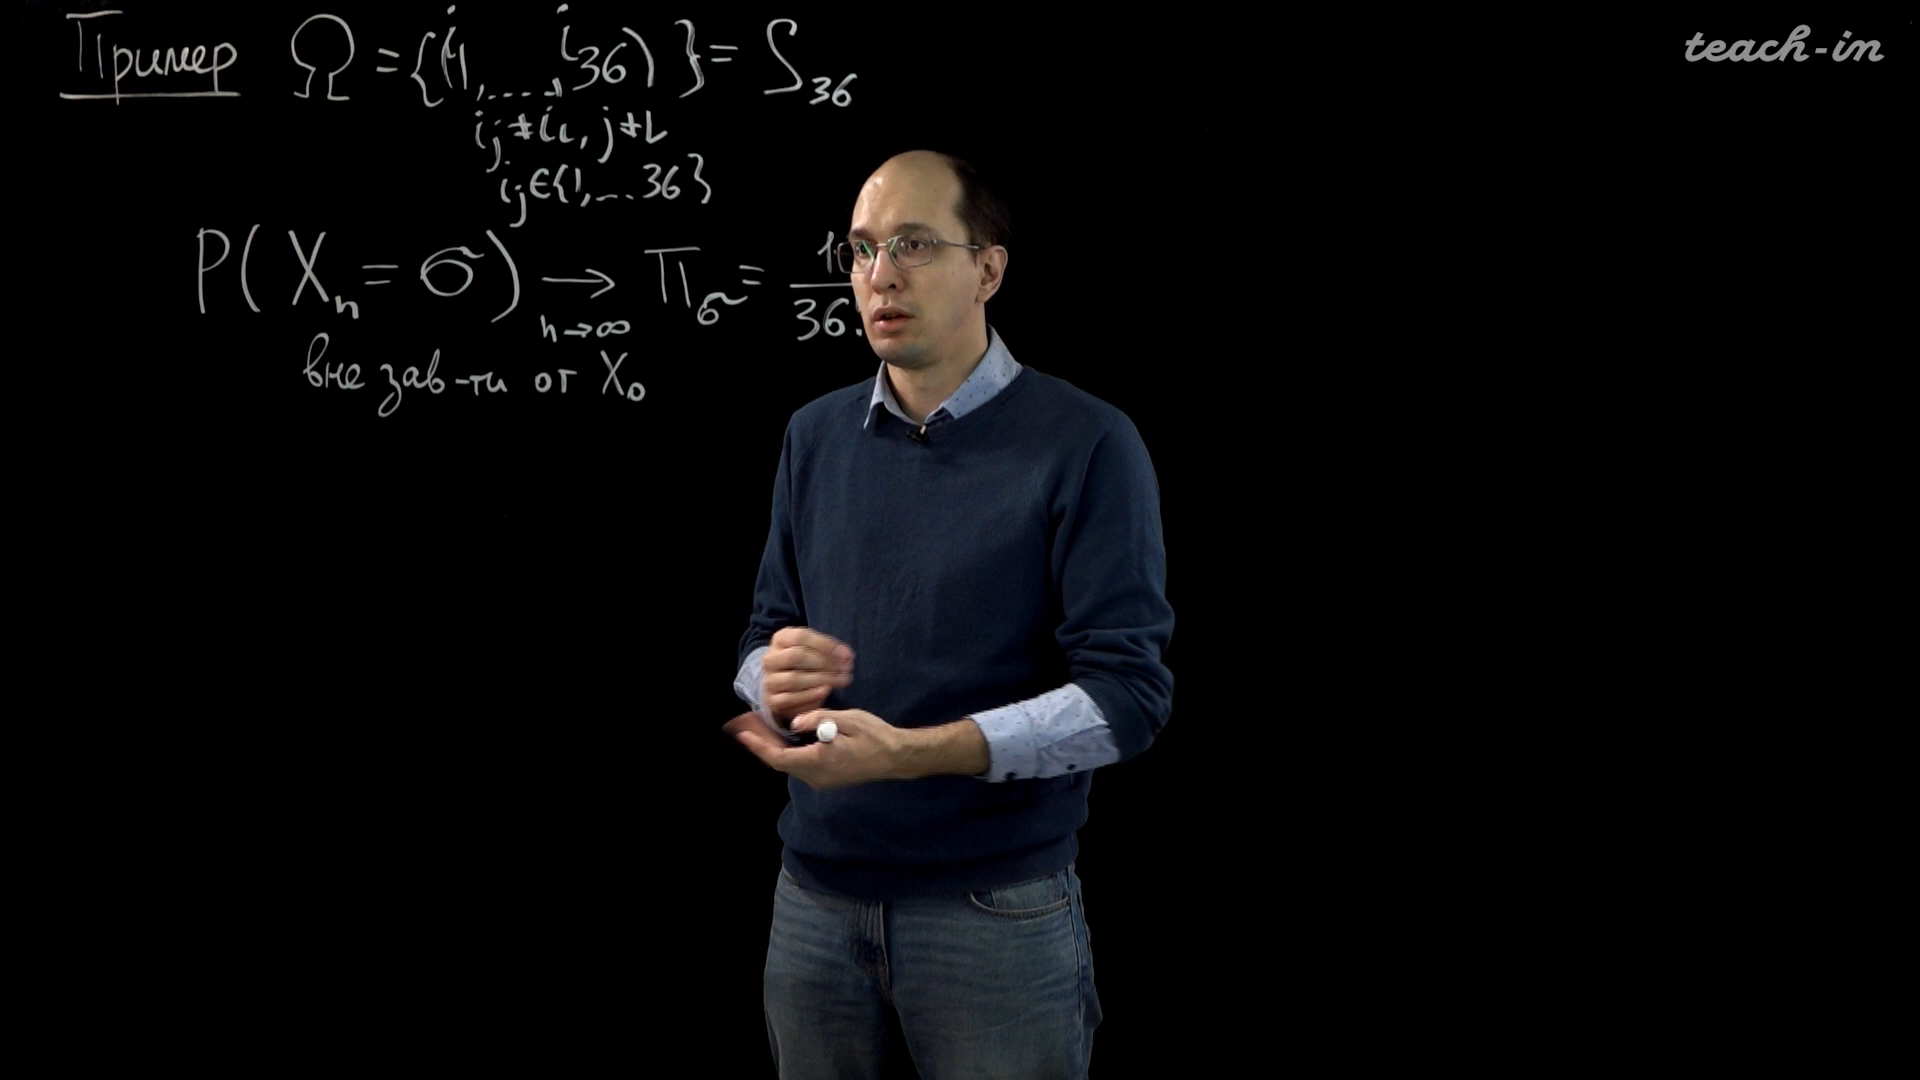 Пример Ω = {(i1, ...., i36)} = S36
ij ≠ iL, j ≠ L
ij ∈ {1, ... 36}
P(Xn = σ) → πσ = 1/36!
n→∞
вне зав-ти от X0
teach-in